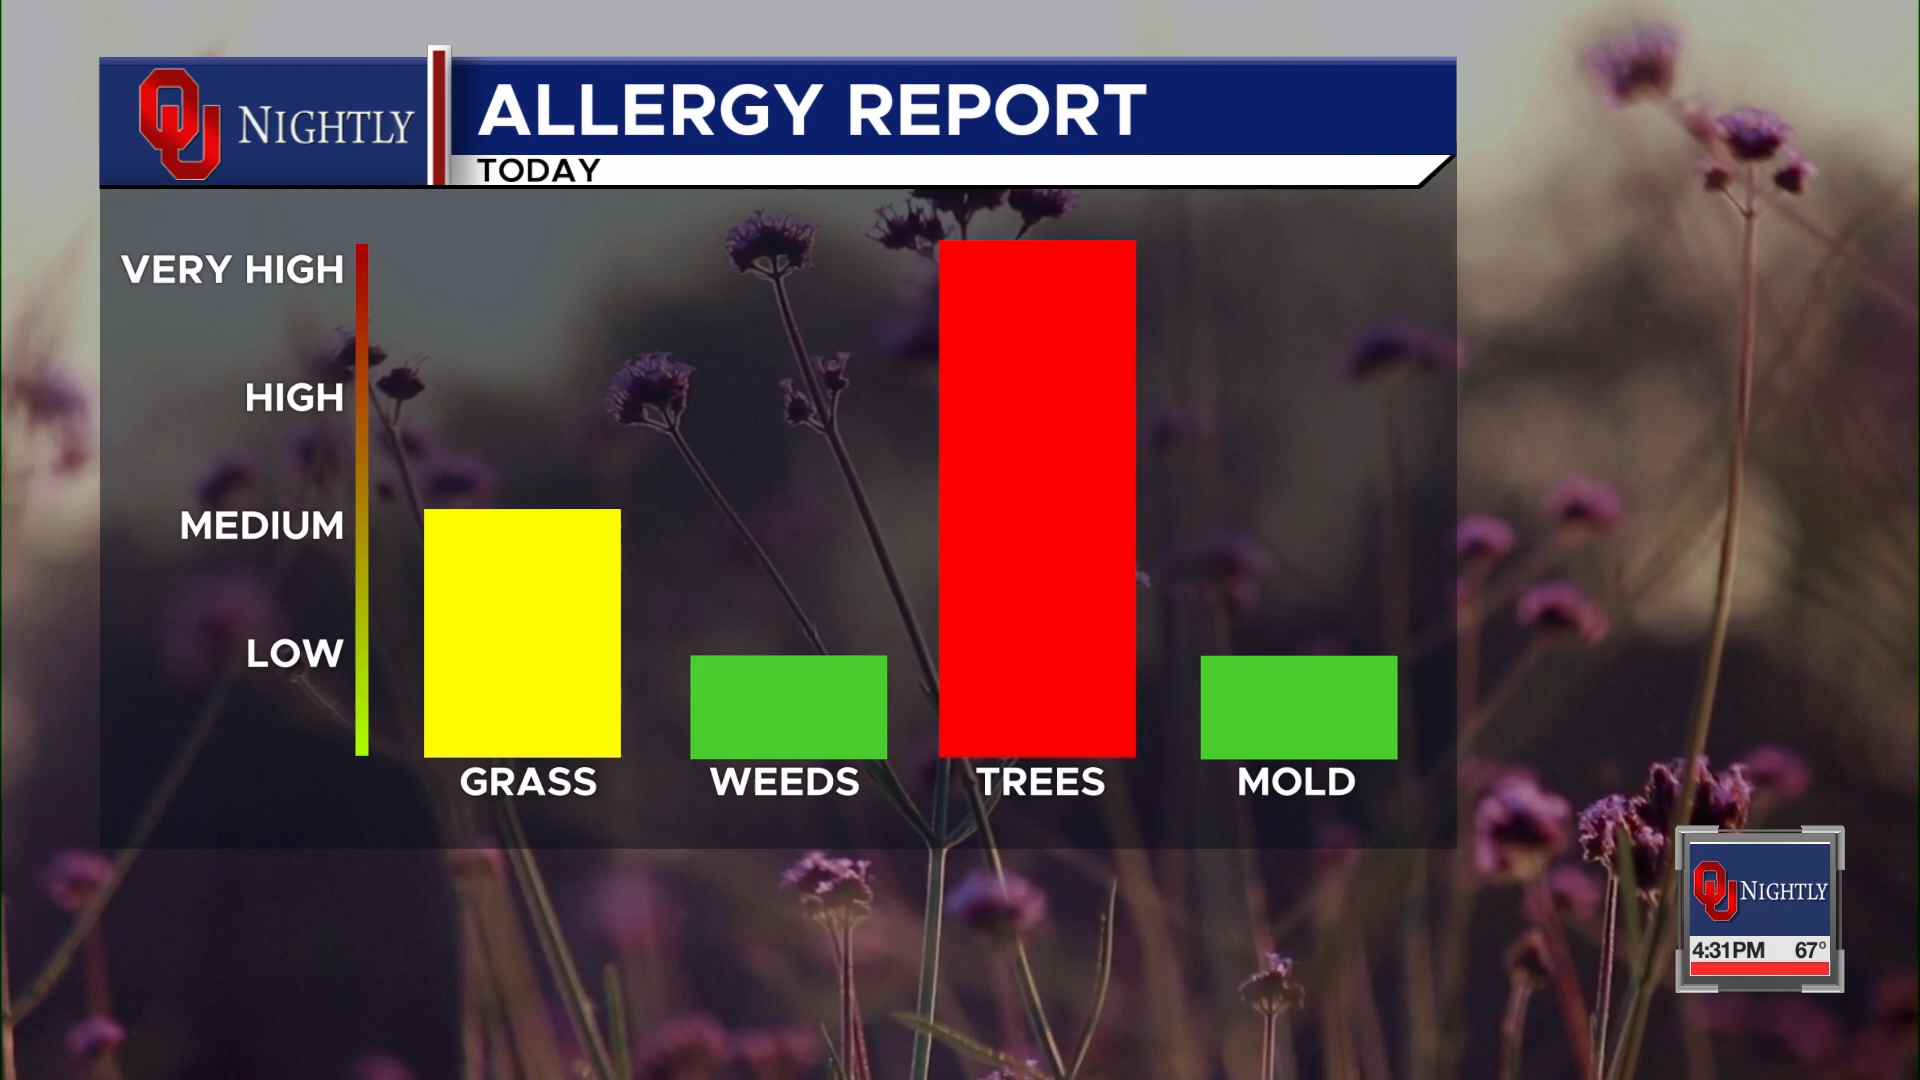 OU NIGHTLY
ALLERGY REPORT
TODAY
VERY HIGH
HIGH
MEDIUM
LOW
GRASS WEEDS TREES MOLD
OU NIGHTLY
4:31PM 67°